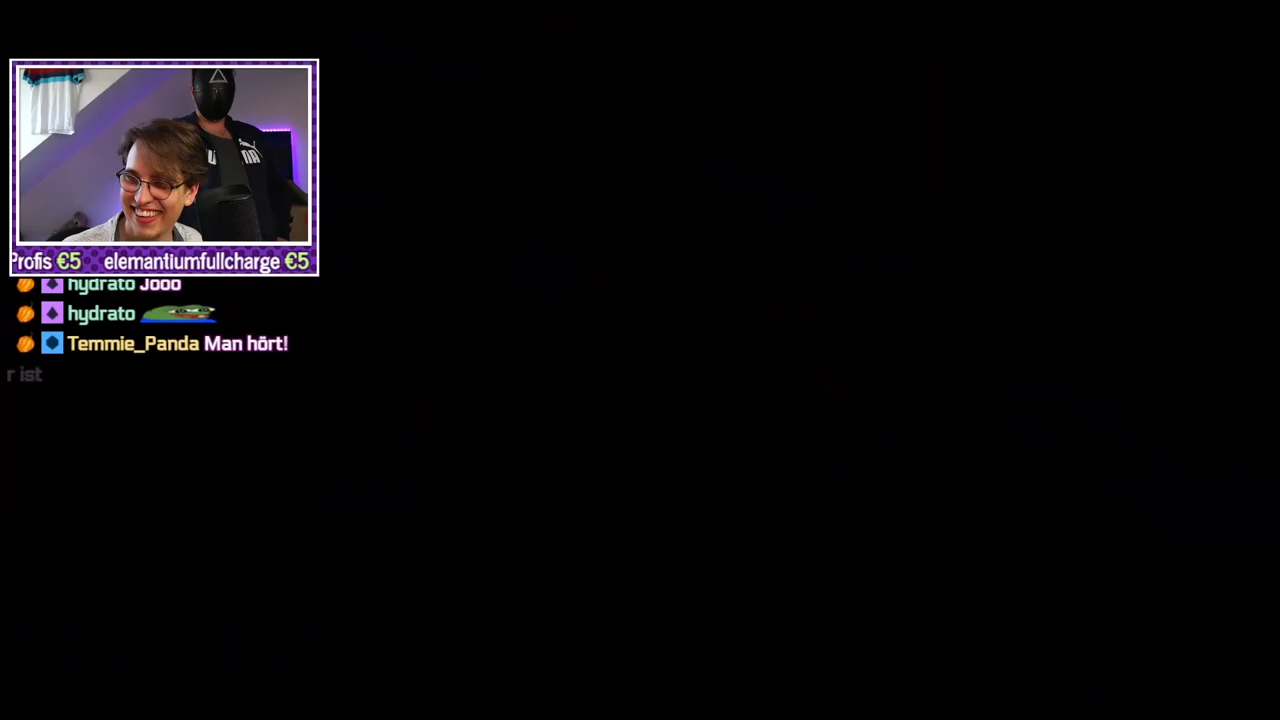 Profis €5 elemantiumfullcharge €5
hydrato Jooo
hydrato
Temmie_Panda Man hört!
r ist